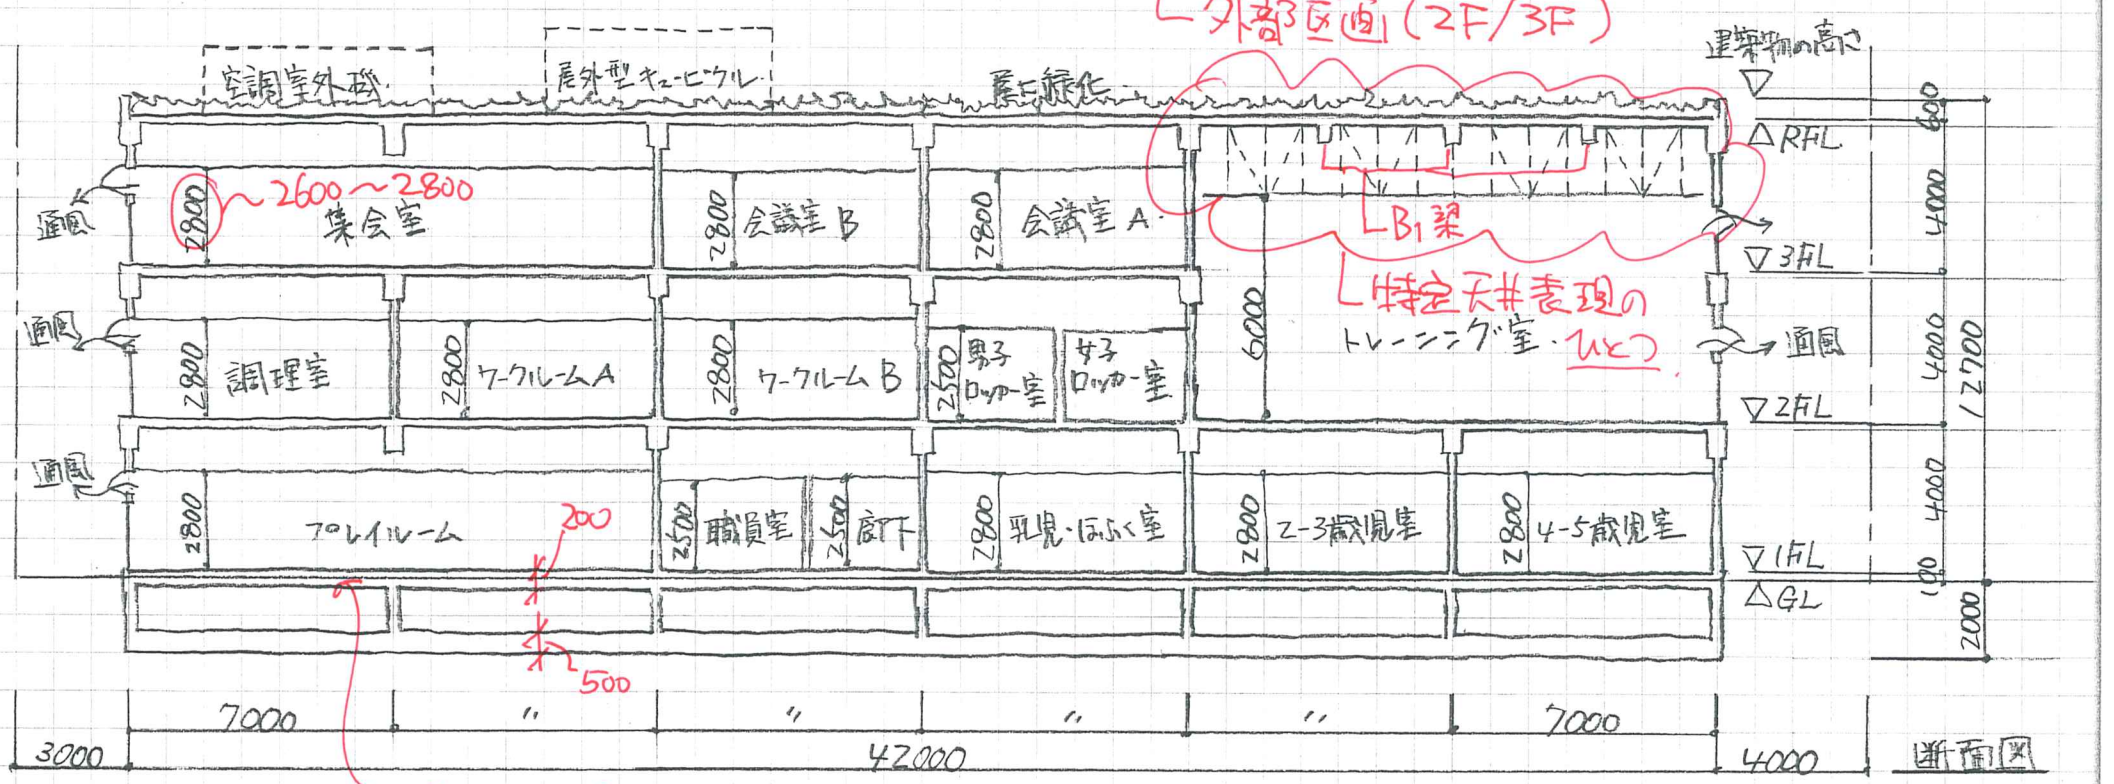 外部区画(2F/3F)
建築物の高さ
空調室外機
屋外型キュービクル
屋上緑化
600
RFL
2800
~2600~2800
集会室
2800
会議室B
2800
会議室A
B1梁
通風
4000
3FL
特定天井表現の
ひとつ
6000
トレーニング室
通風
2800
調理室
2800
ワークルームA
2800
ワークルームB
2500
男子
ロッカー室
女子
ロッカー室
通風
4000
12700
2FL
通風
2800
プレイルーム
200
2500
職員室
2500
廊下
2800
乳児・ほふく室
2800
2-3歳児室
2800
4-5歳児室
4000
1FL
100
GL
2000
500
7000
〃
〃
〃
〃
7000
3000
42000
4000
断面図